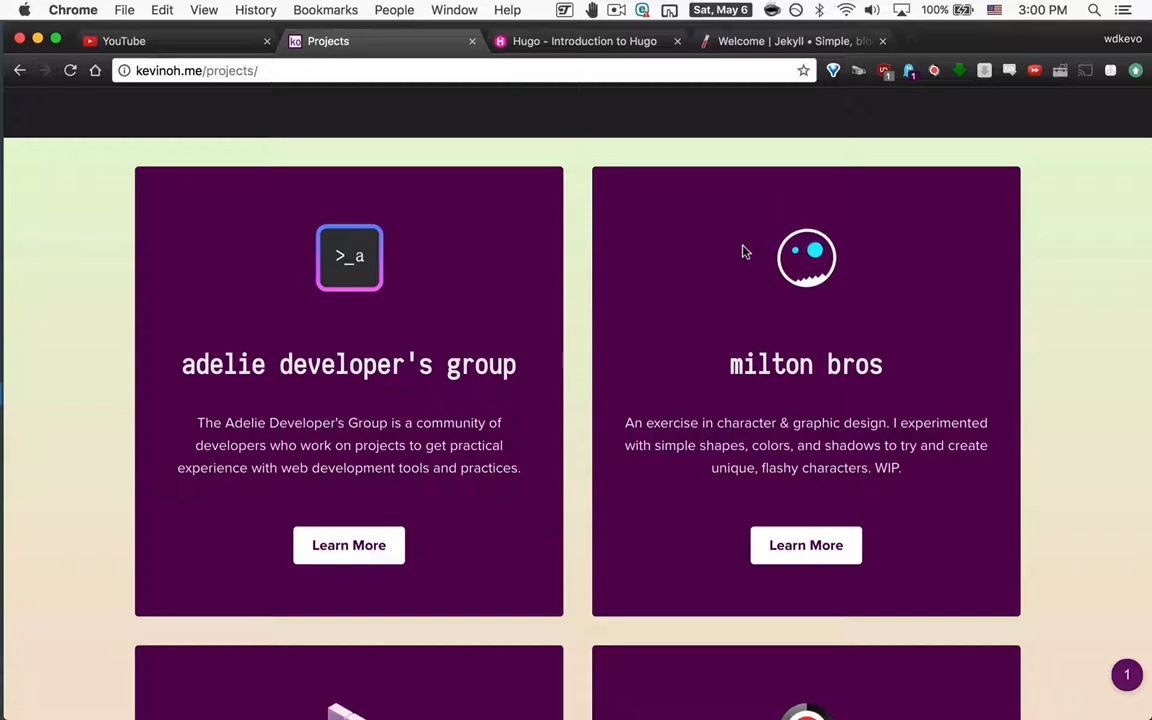 Chrome File Edit View History Bookmarks People Window Help Sat, May 6 100% 3:00 PM
YouTube Projects Hugo - Introduction to Hugo Welcome | Jekyll • Simple, blo wdkevo
kevinoh.me/projects/ 1 1
>_a
adelie developer's group
The Adelie Developer's Group is a community of
developers who work on projects to get practical
experience with web development tools and practices.
Learn More
milton bros
An exercise in character & graphic design. I experimented
with simple shapes, colors, and shadows to try and create
unique, flashy characters. WIP.
Learn More
1